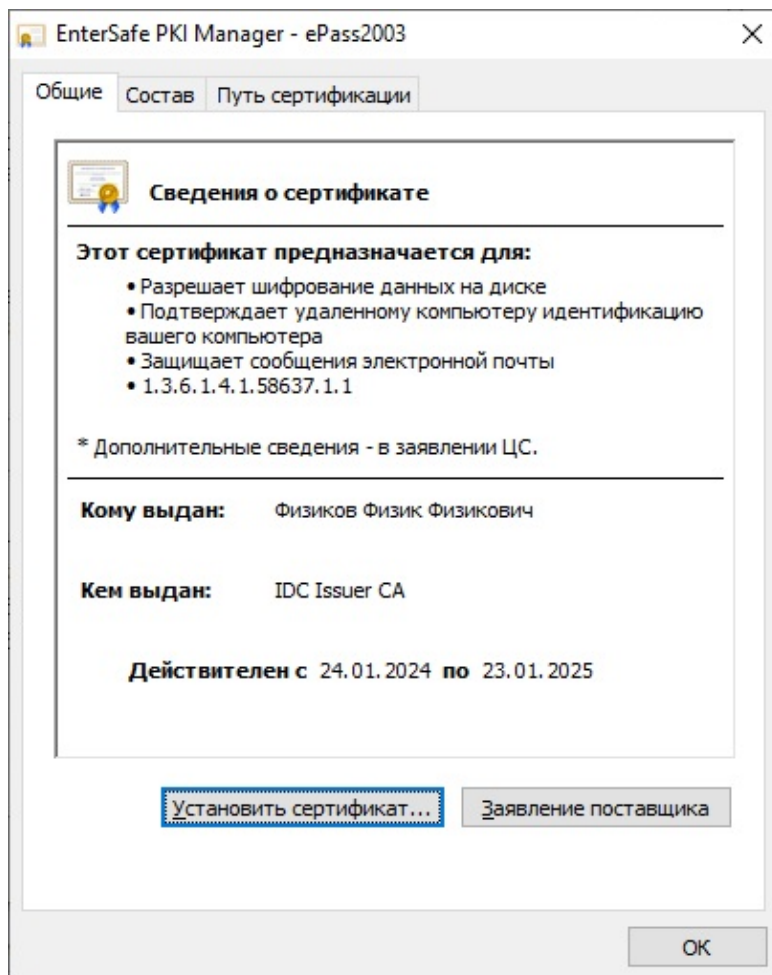 EnterSafe PKI Manager - ePass2003
Общие Состав Путь сертификации
Сведения о сертификате
Этот сертификат предназначается для:
• Разрешает шифрование данных на диске
• Подтверждает удаленному компьютеру идентификацию
вашего компьютера
• Защищает сообщения электронной почты
• 1.3.6.1.4.1.58637.1.1
* Дополнительные сведения - в заявлении ЦС.
Кому выдан: Физиков Физик Физикович
Кем выдан: IDC Issuer CA
Действителен с 24.01.2024 по 23.01.2025
Установить сертификат... Заявление поставщика
ОК